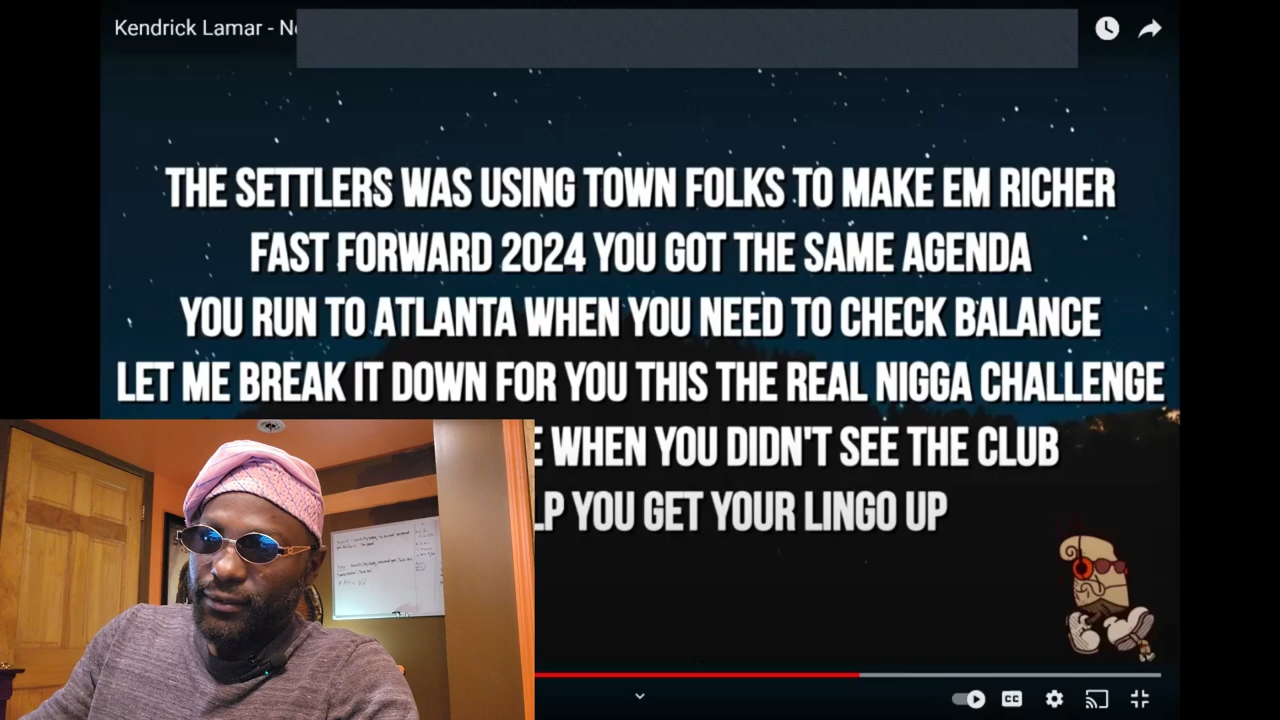 Kendrick Lamar -
THE SETTLERS WAS USING TOWN FOLKS TO MAKE EM RICHER
FAST FORWARD 2024 YOU GOT THE SAME AGENDA
YOU RUN TO ATLANTA WHEN YOU NEED TO CHECK BALANCE
LET ME BREAK IT DOWN FOR YOU THIS THE REAL NIGGA CHALLENGE
WHEN YOU DIDN'T SEE THE CLUB
YOU GET YOUR LINGO UP
CC